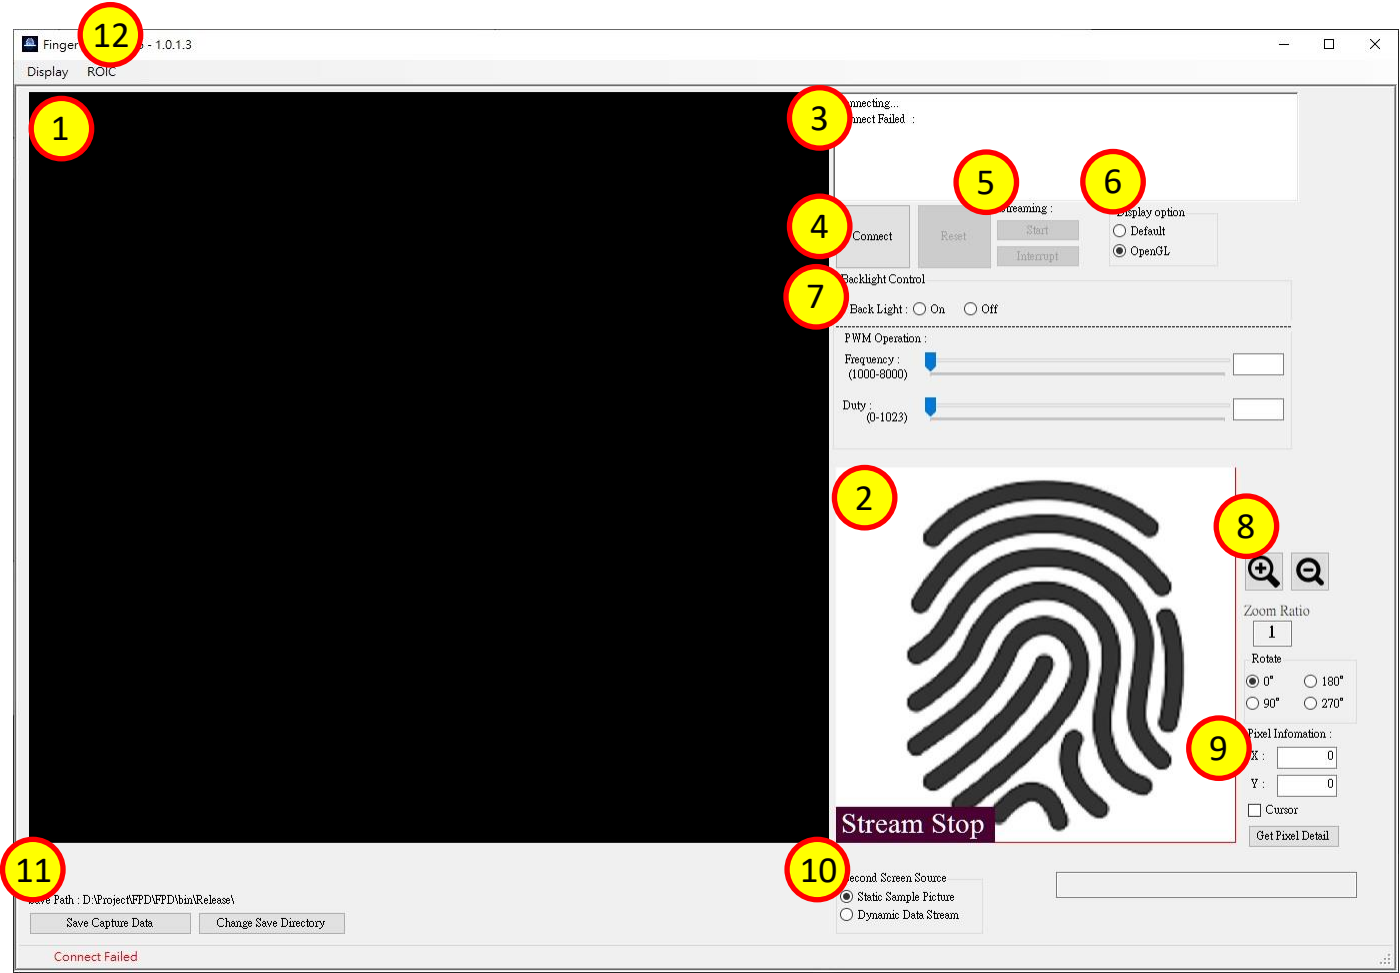 12
Finger - 1.0.1.3
Display ROIC
1
3
nnecting...
nnect Failed :
5
6
4
Connect
Reset
treaming :
Start
Interrupt
Display option
Default
OpenGL
7
Backlight Control
Back Light : On Off
PWM Operation :
Frequency :
(1000-8000)
Duty :
(0-1023)
2
8
Zoom Ratio
1
Rotate
0° 180°
90° 270°
9
Pixel Infomation :
X : 0
Y : 0
Cursor
Get Pixel Detail
Stream Stop
11
10
Save Path : D:\Project\FPD\FPD\bin\Release\
Save Capture Data
Change Save Directory
Second Screen Source
Static Sample Picture
Dynamic Data Stream
Connect Failed